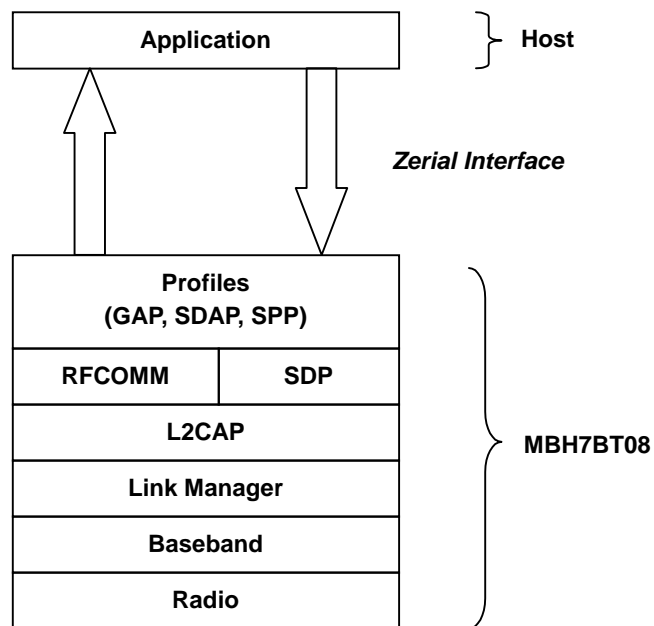 Application
Host
Zerial Interface
Profiles
(GAP, SDAP, SPP)
RFCOMM
SDP
L2CAP
MBH7BT08
Link Manager
Baseband
Radio